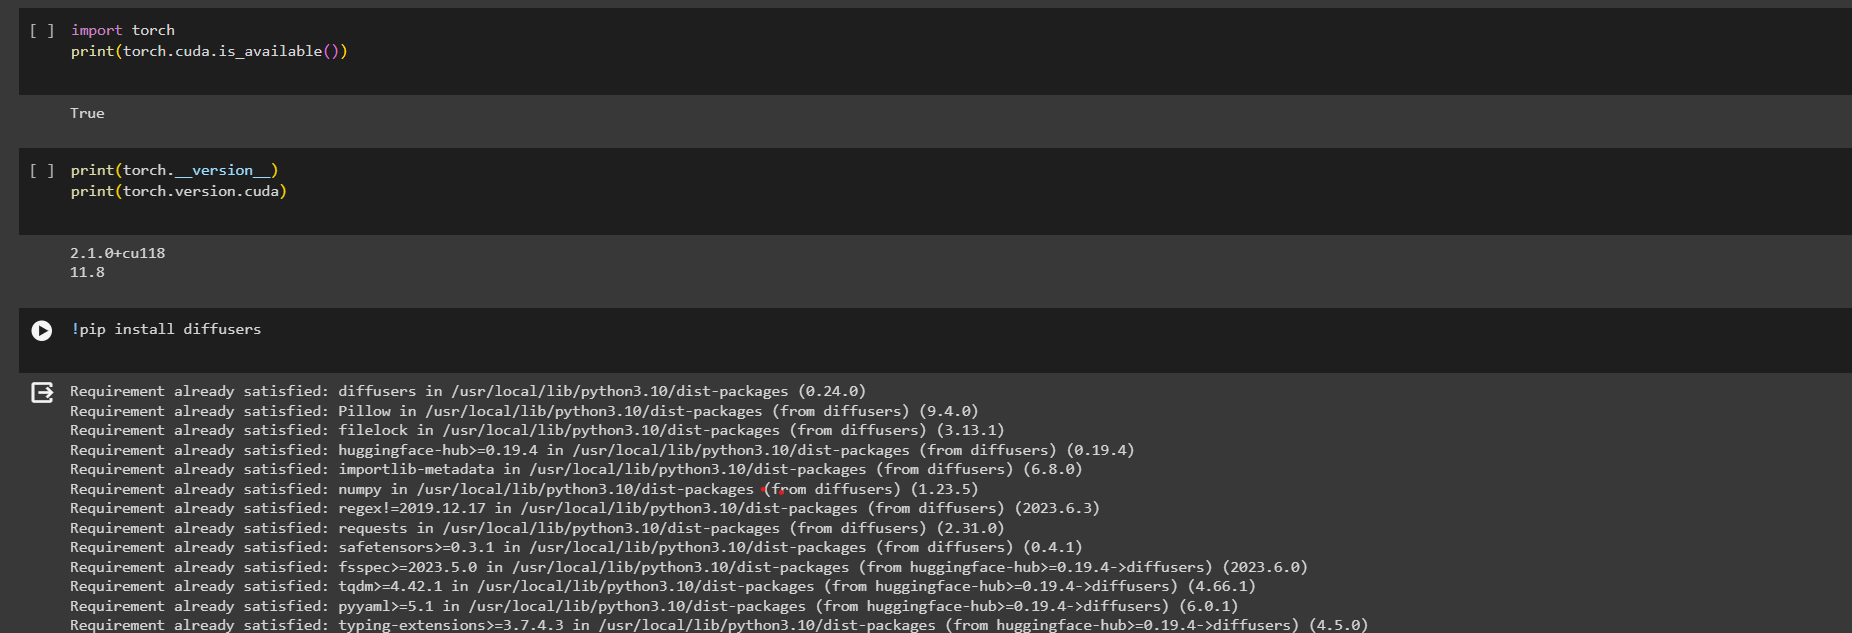 [ ] import torch
print(torch.cuda.is_available())
True
[ ] print(torch.__version__)
print(torch.version.cuda)
2.1.0+cu118
11.8
!pip install diffusers
Requirement already satisfied: diffusers in /usr/local/lib/python3.10/dist-packages (0.24.0)
Requirement already satisfied: Pillow in /usr/local/lib/python3.10/dist-packages (from diffusers) (9.4.0)
Requirement already satisfied: filelock in /usr/local/lib/python3.10/dist-packages (from diffusers) (3.13.1)
Requirement already satisfied: huggingface-hub>=0.19.4 in /usr/local/lib/python3.10/dist-packages (from diffusers) (0.19.4)
Requirement already satisfied: importlib-metadata in /usr/local/lib/python3.10/dist-packages (from diffusers) (6.8.0)
Requirement already satisfied: numpy in /usr/local/lib/python3.10/dist-packages (from diffusers) (1.23.5)
Requirement already satisfied: regex!=2019.12.17 in /usr/local/lib/python3.10/dist-packages (from diffusers) (2023.6.3)
Requirement already satisfied: requests in /usr/local/lib/python3.10/dist-packages (from diffusers) (2.31.0)
Requirement already satisfied: safetensors>=0.3.1 in /usr/local/lib/python3.10/dist-packages (from diffusers) (0.4.1)
Requirement already satisfied: fsspec>=2023.5.0 in /usr/local/lib/python3.10/dist-packages (from huggingface-hub>=0.19.4->diffusers) (2023.6.0)
Requirement already satisfied: tqdm>=4.42.1 in /usr/local/lib/python3.10/dist-packages (from huggingface-hub>=0.19.4->diffusers) (4.66.1)
Requirement already satisfied: pyyaml>=5.1 in /usr/local/lib/python3.10/dist-packages (from huggingface-hub>=0.19.4->diffusers) (6.0.1)
Requirement already satisfied: typing-extensions>=3.7.4.3 in /usr/local/lib/python3.10/dist-packages (from huggingface-hub>=0.19.4->diffusers) (4.5.0)